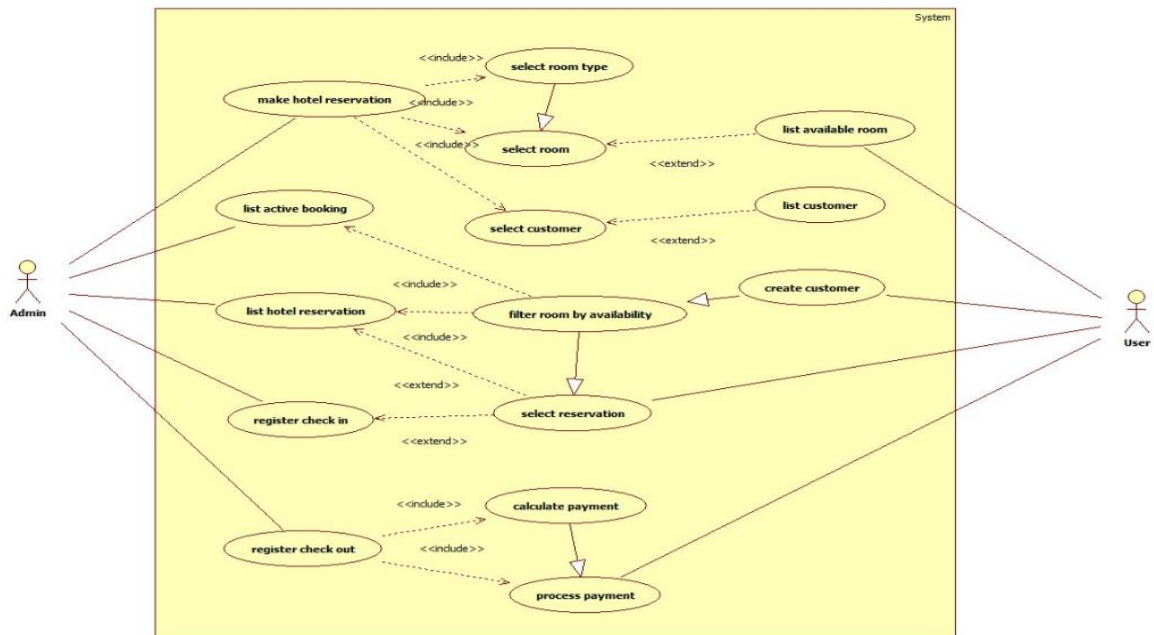 System
<<include>>
select room type
make hotel reservation
<<include>>
list available room
<<include>>
select room
<<extend>>
list active booking
list customer
select customer
<<extend>>
create customer
<<include>>
list hotel reservation
filter room by availability
Admin
User
<<include>>
<<extend>>
select reservation
register check in
<<extend>>
<<include>>
calculate payment
register check out
<<include>>
process payment